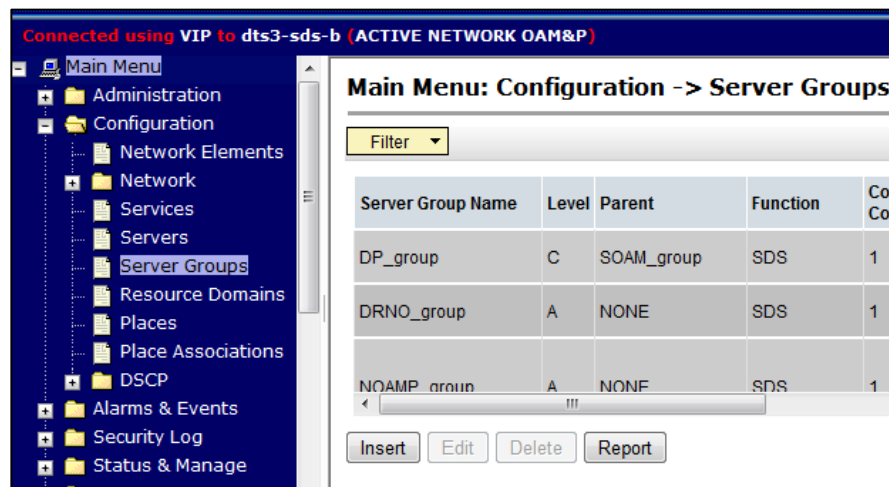 Connected using VIP to dts3-sds-b (ACTIVE NETWORK OAM&P)
Main Menu
Administration
Configuration
Network Elements
Network
Services
Servers
Server Groups
Resource Domains
Places
Place Associations
DSCP
Alarms & Events
Security Log
Status & Manage
Main Menu: Configuration -> Server Groups
Filter
Server Group Name Level Parent Function
DP_group C SOAM_group SDS 1
DRNO_group A NONE SDS 1
NOAMP_group A NONE SDS 1
Insert Edit Delete Report